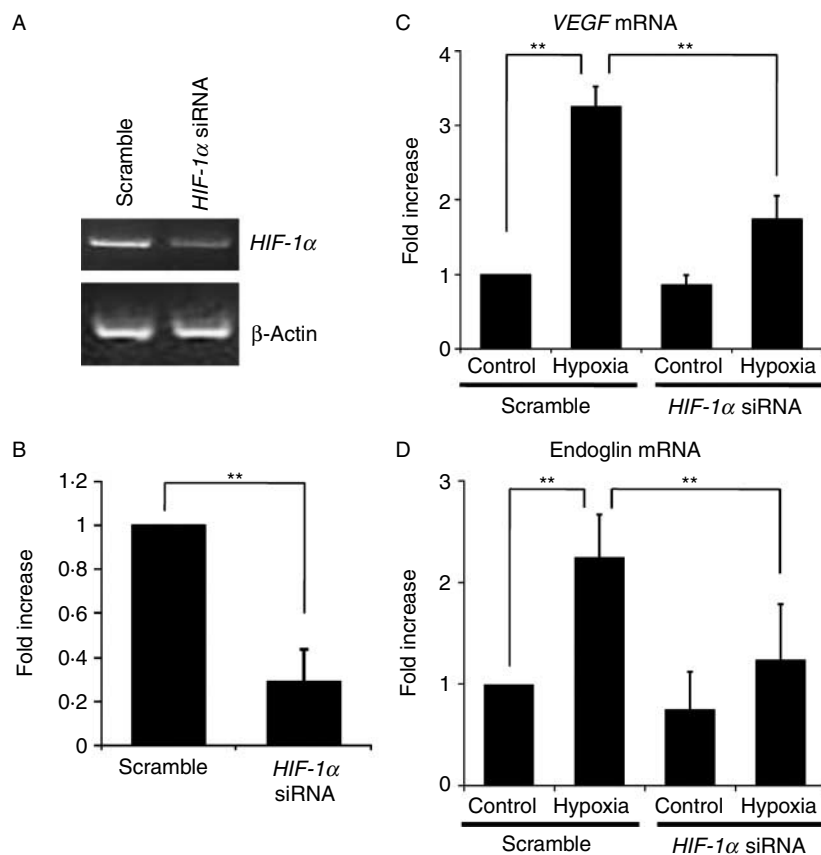 A
Scramble
HIF-1α siRNA
HIF-1α
β-Actin
B
**
Fold increase
1·2
1
0·8
0·6
0·4
0·2
0
Scramble
HIF-1α
siRNA
C
VEGF mRNA
**
**
Fold increase
4
3
2
1
0
Control
Hypoxia
Control
Hypoxia
Scramble
HIF-1α siRNA
D
Endoglin mRNA
**
**
Fold increase
3
2
1
0
Control
Hypoxia
Control
Hypoxia
Scramble
HIF-1α siRNA